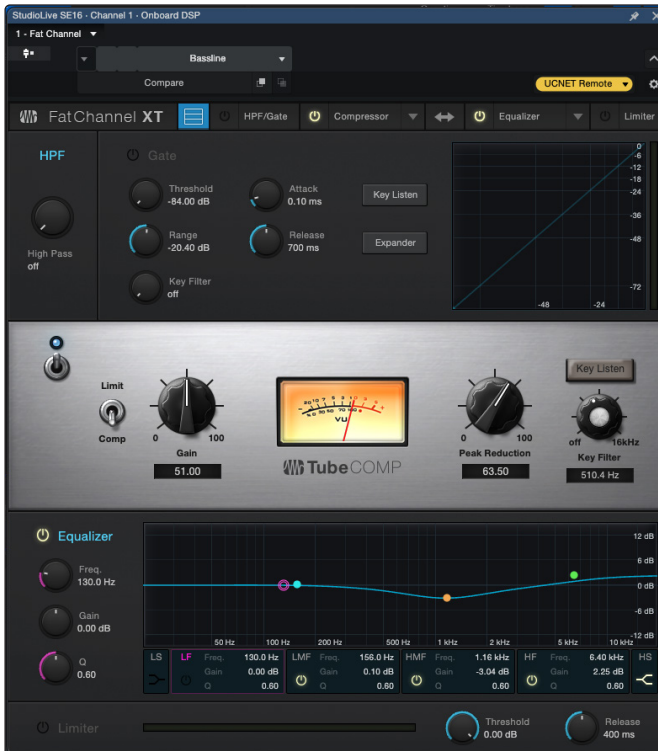 StudioLive SE16 · Channel 1 · Onboard DSP
1 - Fat Channel
Bassline
Compare
UCNET Remote
FatChannel XT
HPF/Gate
Compressor
Equalizer
Limiter
HPF
High Pass
off
Gate
Threshold
-84.00 dB
Attack
0.10 ms
Key Listen
Range
-20.40 dB
Release
700 ms
Expander
Key Filter
off
0
-6
-12
-18
-24
-36
-48
-72
-48 -24
Limit
Comp
0 100
Gain
51.00
VU
TubeCOMP
0 100
Peak Reduction
63.50
Key Listen
off 16kHz
Key Filter
510.4 Hz
Equalizer
Freq.
130.0 Hz
Gain
0.00 dB
Q
0.60
12 dB
6 dB
-6 dB
-12 dB
50 Hz 100 Hz 200 Hz 500 Hz 1 kHz 2 kHz 5 kHz 10 kHz
LS
LF Freq. 130.0 Hz
Gain 0.00 dB
Q 0.60
LMF Freq. 156.0 Hz
Gain 0.10 dB
Q 0.60
HMF Freq. 1.16 kHz
Gain -3.04 dB
Q 0.60
HF Freq. 6.40 kHz
Gain 2.25 dB
Q 0.60
HS
Limiter
Threshold
0.00 dB
Release
400 ms